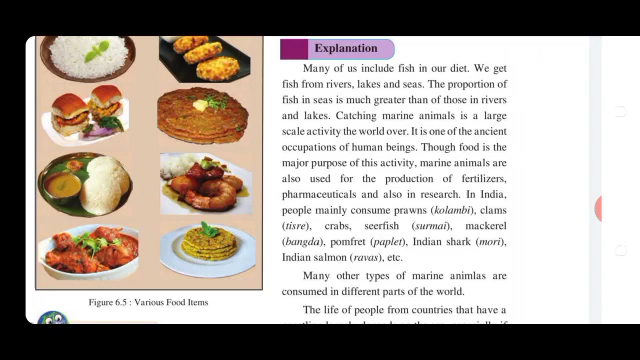 Figure 6.5 : Various Food Items
Explanation
Many of us include fish in our diet. We get
fish from rivers, lakes and seas. The proportion of
fish in seas is much greater than of those in rivers
and lakes. Catching marine animals is a large
scale activity the world over. It is one of the ancient
occupations of human beings. Though food is the
major purpose of this activity, marine animals are
also used for the production of fertilizers,
pharmaceuticals and also in research. In India,
people mainly consume prawns (kolambi), clams
(tisre), crabs, seerfish (surmai), mackerel
(bangda), pomfret (paplet), Indian shark (mori),
Indian salmon (ravas), etc.
Many other types of marine animlas are
consumed in different parts of the world.
The life of people from countries that have a